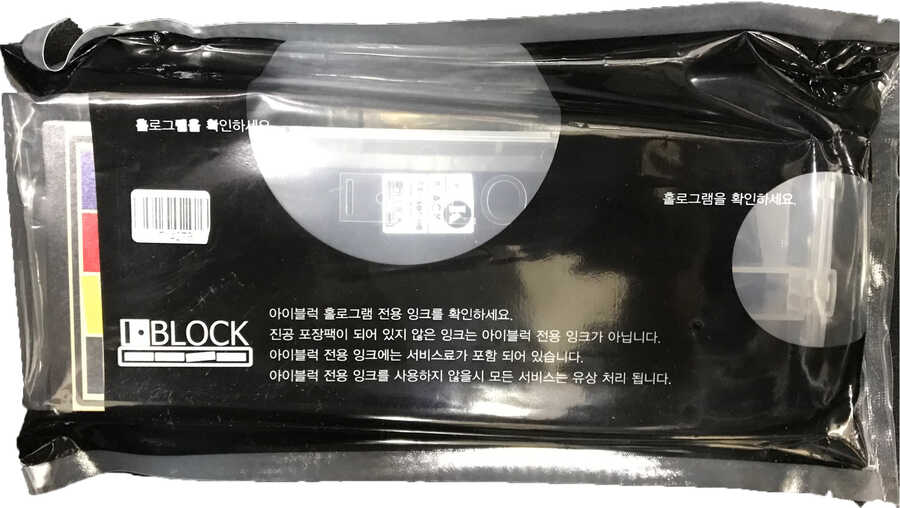 홀로그램을 확인하세요
홀로그램을 확인하세요.
I·BLOCK
아이블럭 홀로그램 전용 잉크를 확인하세요.
진공 포장팩이 되어 있지 않은 잉크는 아이블럭 전용 잉크가 아닙니다.
아이블럭 전용 잉크에는 서비스료가 포함 되어 있습니다.
아이블럭 전용 잉크를 사용하지 않을시 모든 서비스는 유상 처리 됩니다.